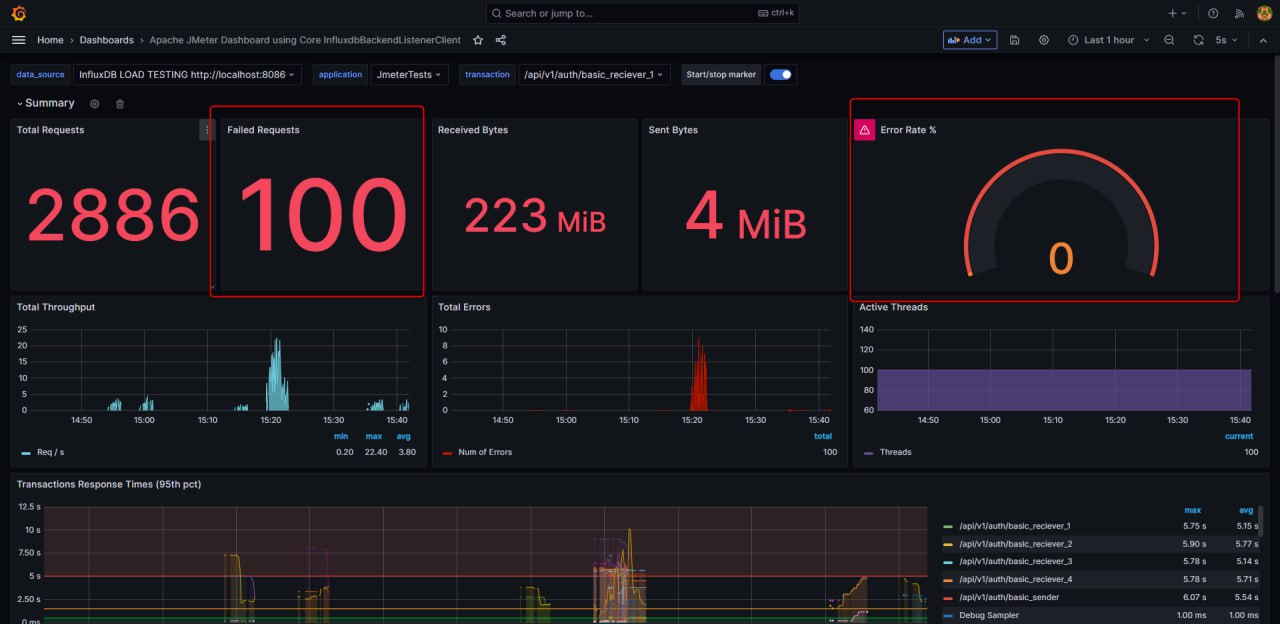 Search or jump to...
ctrl+k
Home › Dashboards › Apache JMeter Dashboard using Core InfluxdbBackendListenerClient
Add
Last 1 hour
5s
data_source
InfluxDB LOAD TESTING http://localhost:8086
application
JmeterTests
transaction
/api/v1/auth/basic_reciever_1
Start/stop marker
Summary
Total Requests
2886
Failed Requests
100
Received Bytes
223 MiB
Sent Bytes
4 MiB
Error Rate %
0
Total Throughput
25
20
15
10
5
0
14:50 15:00 15:10 15:20 15:30 15:40
min max avg
Req / s 0.20 22.40 3.80
Total Errors
10
8
6
4
2
0
14:50 15:00 15:10 15:20 15:30 15:40
total
Num of Errors 100
Active Threads
140
120
100
80
60
14:50 15:00 15:10 15:20 15:30 15:40
current
Threads 100
Transactions Response Times (95th pct)
12.5 s
10 s
7.50 s
5 s
2.50 s
0 ms
max avg
/api/v1/auth/basic_reciever_1 5.75 s 5.15 s
/api/v1/auth/basic_reciever_2 5.90 s 5.77 s
/api/v1/auth/basic_reciever_3 5.78 s 5.14 s
/api/v1/auth/basic_reciever_4 5.78 s 5.71 s
/api/v1/auth/basic_sender 6.07 s 5.54 s
Debug Sampler 1.00 ms 1.00 ms